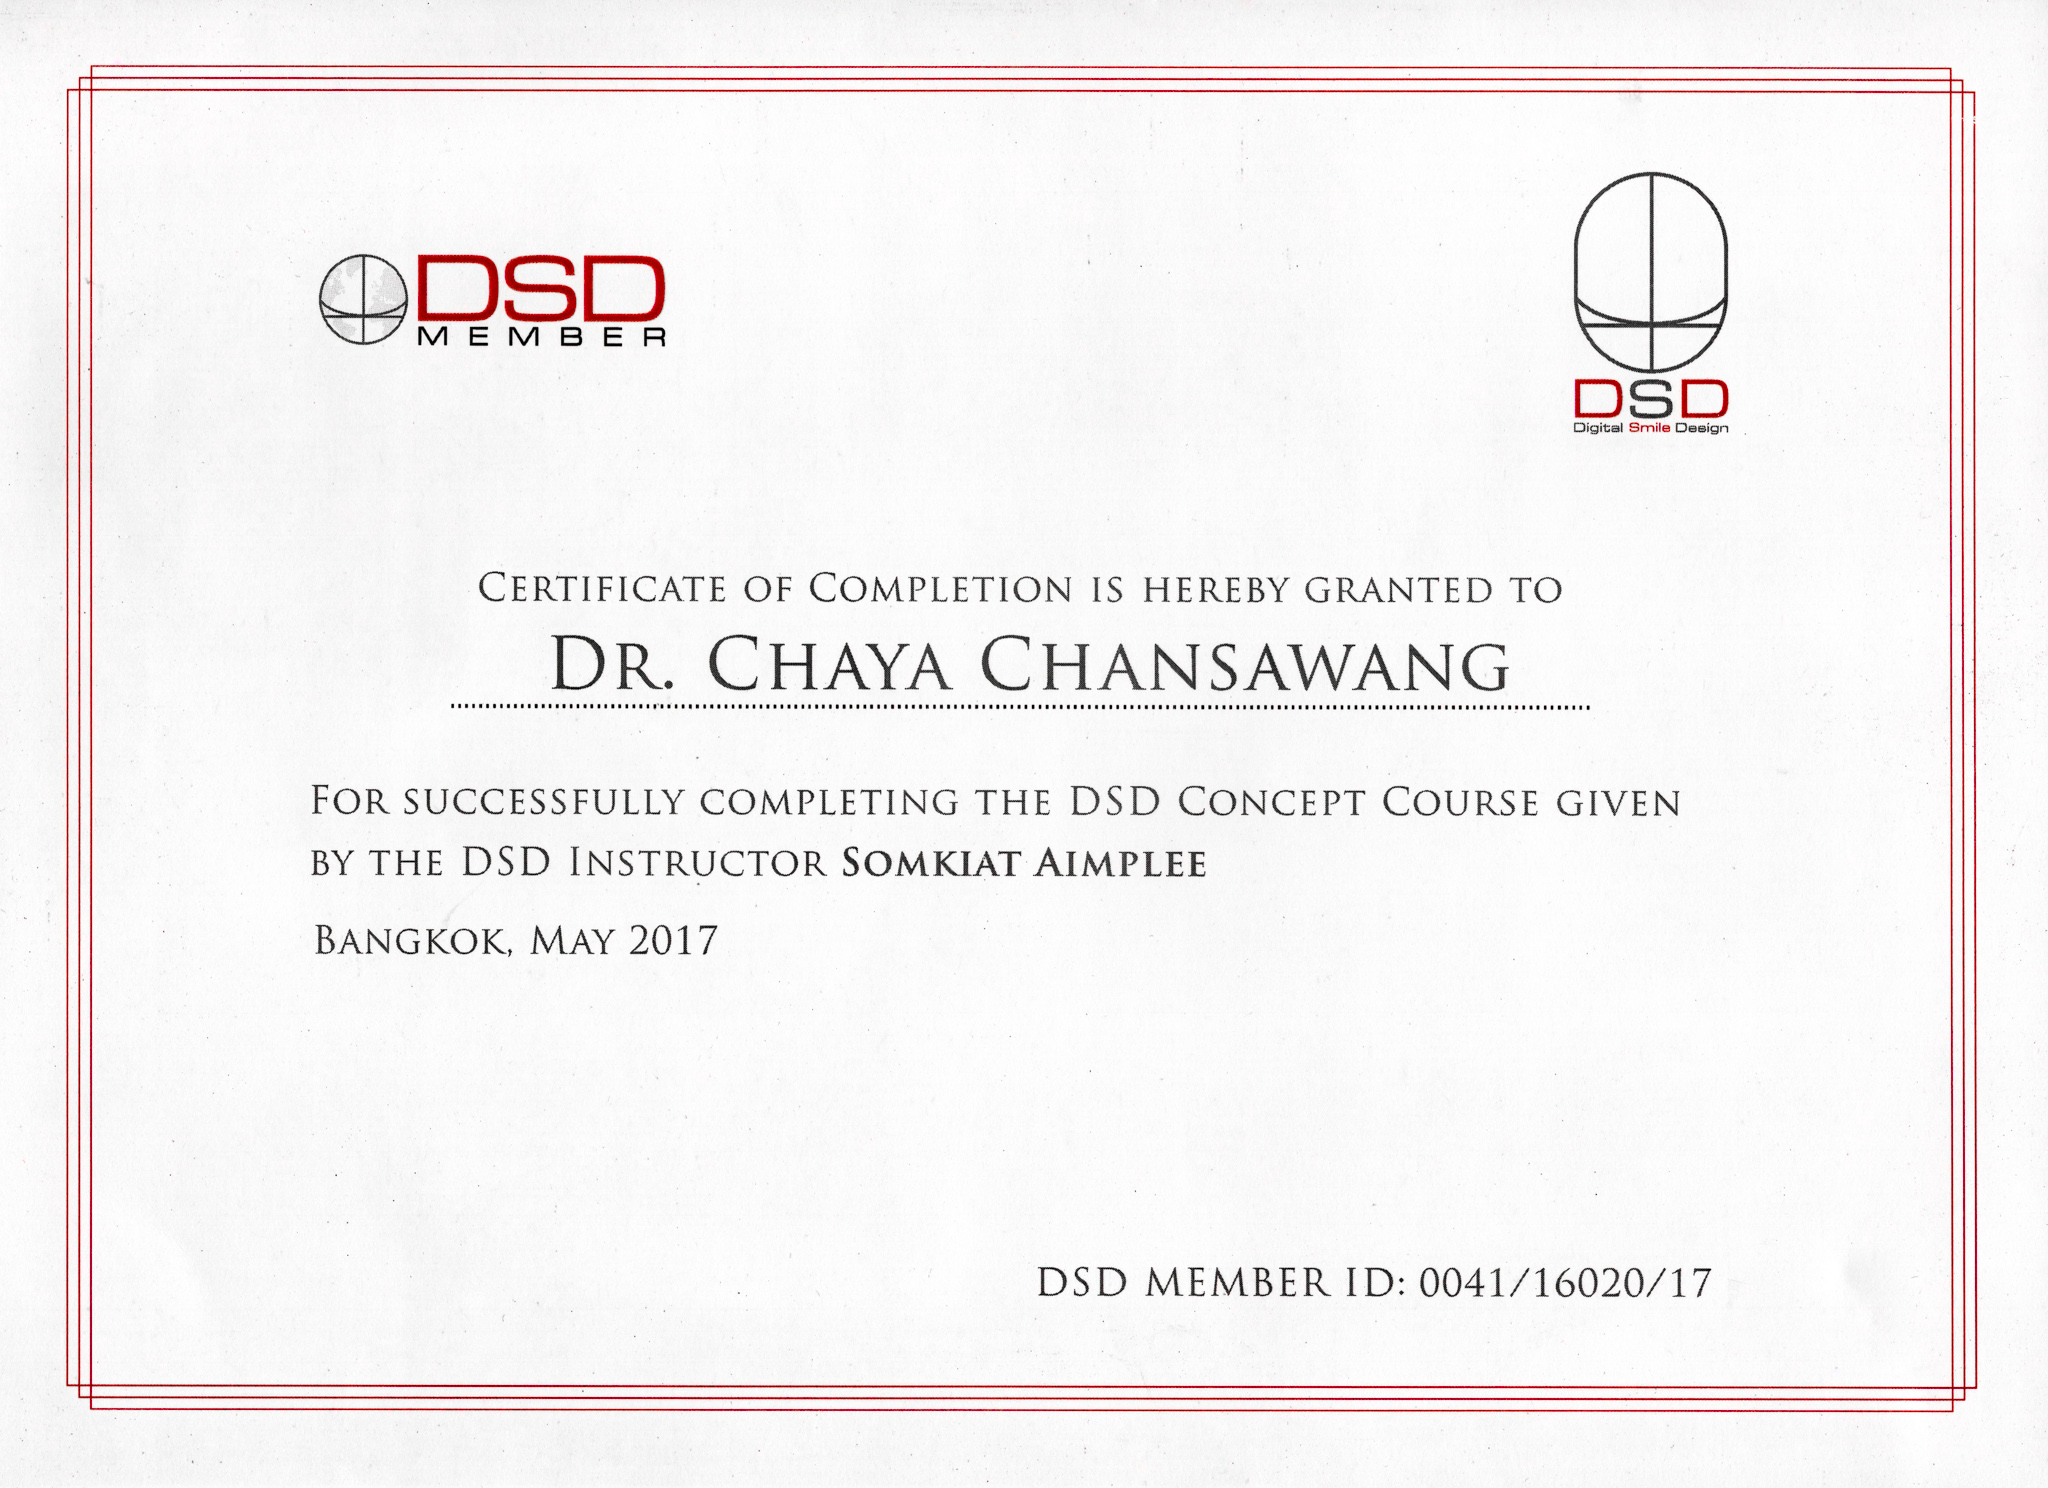 DSD
MEMBER
DSD
Digital Smile Design
Certificate of Completion is hereby granted to
Dr. Chaya Chansawang
For successfully completing the DSD Concept Course given
by the DSD Instructor Somkiat Aimplee
Bangkok, May 2017
DSD MEMBER ID: 0041/16020/17